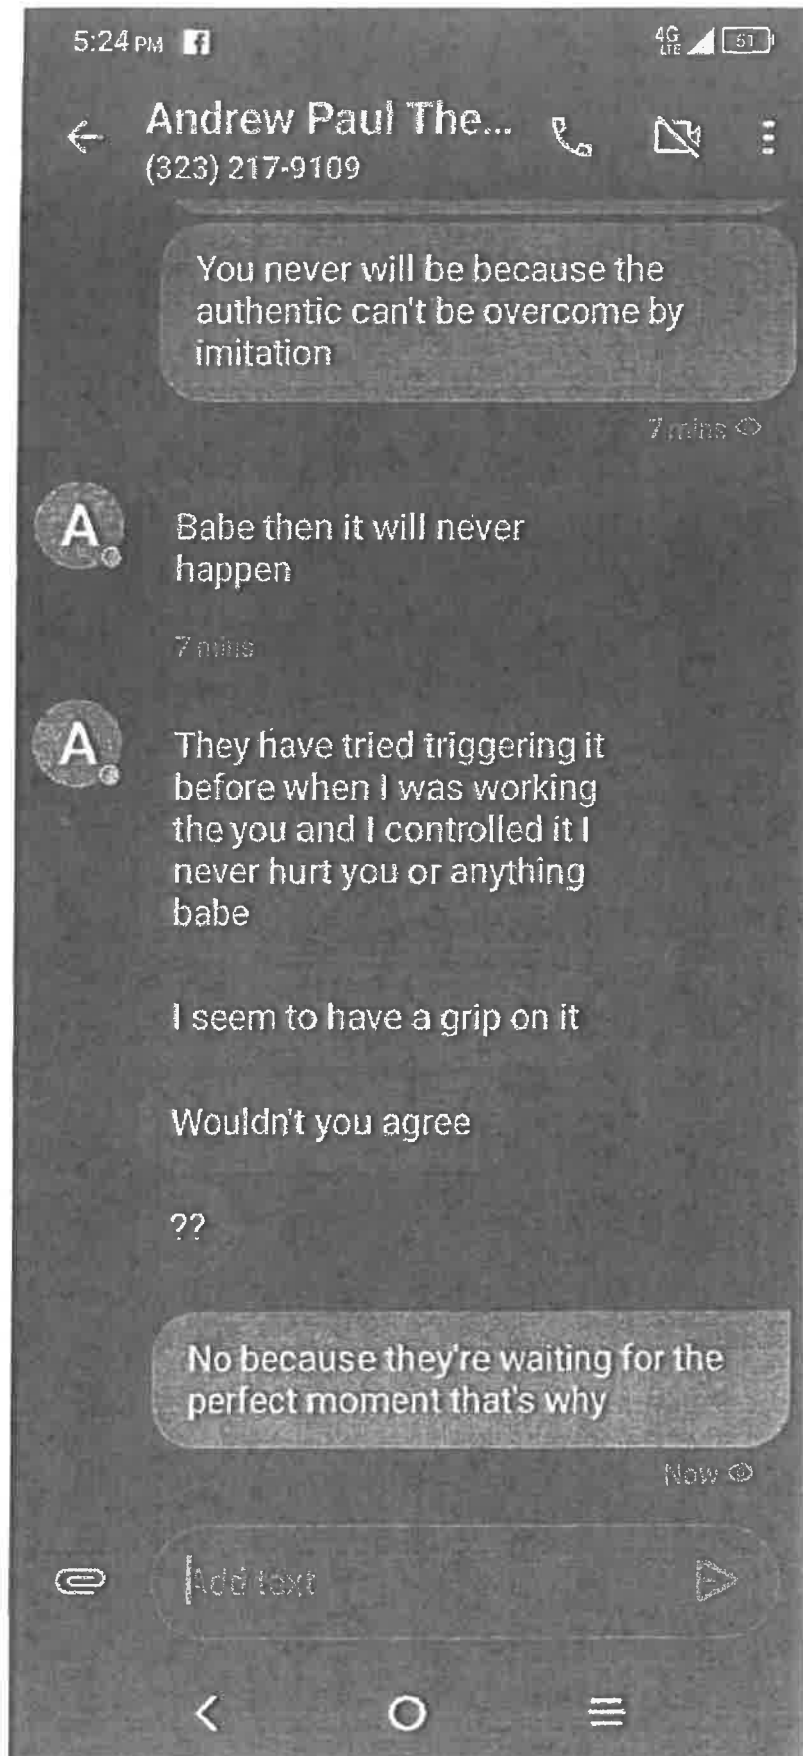 5:24 PM
4G
LTE
51
Andrew Paul The...
(323) 217-9109
You never will be because the
authentic can't be overcome by
imitation
7 mins
A
Babe then it will never
happen
7 mins
A
They have tried triggering it
before when I was working
the you and I controlled it I
never hurt you or anything
babe
I seem to have a grip on it
Wouldn't you agree
??
No because they're waiting for the
perfect moment that's why
Now
Add text